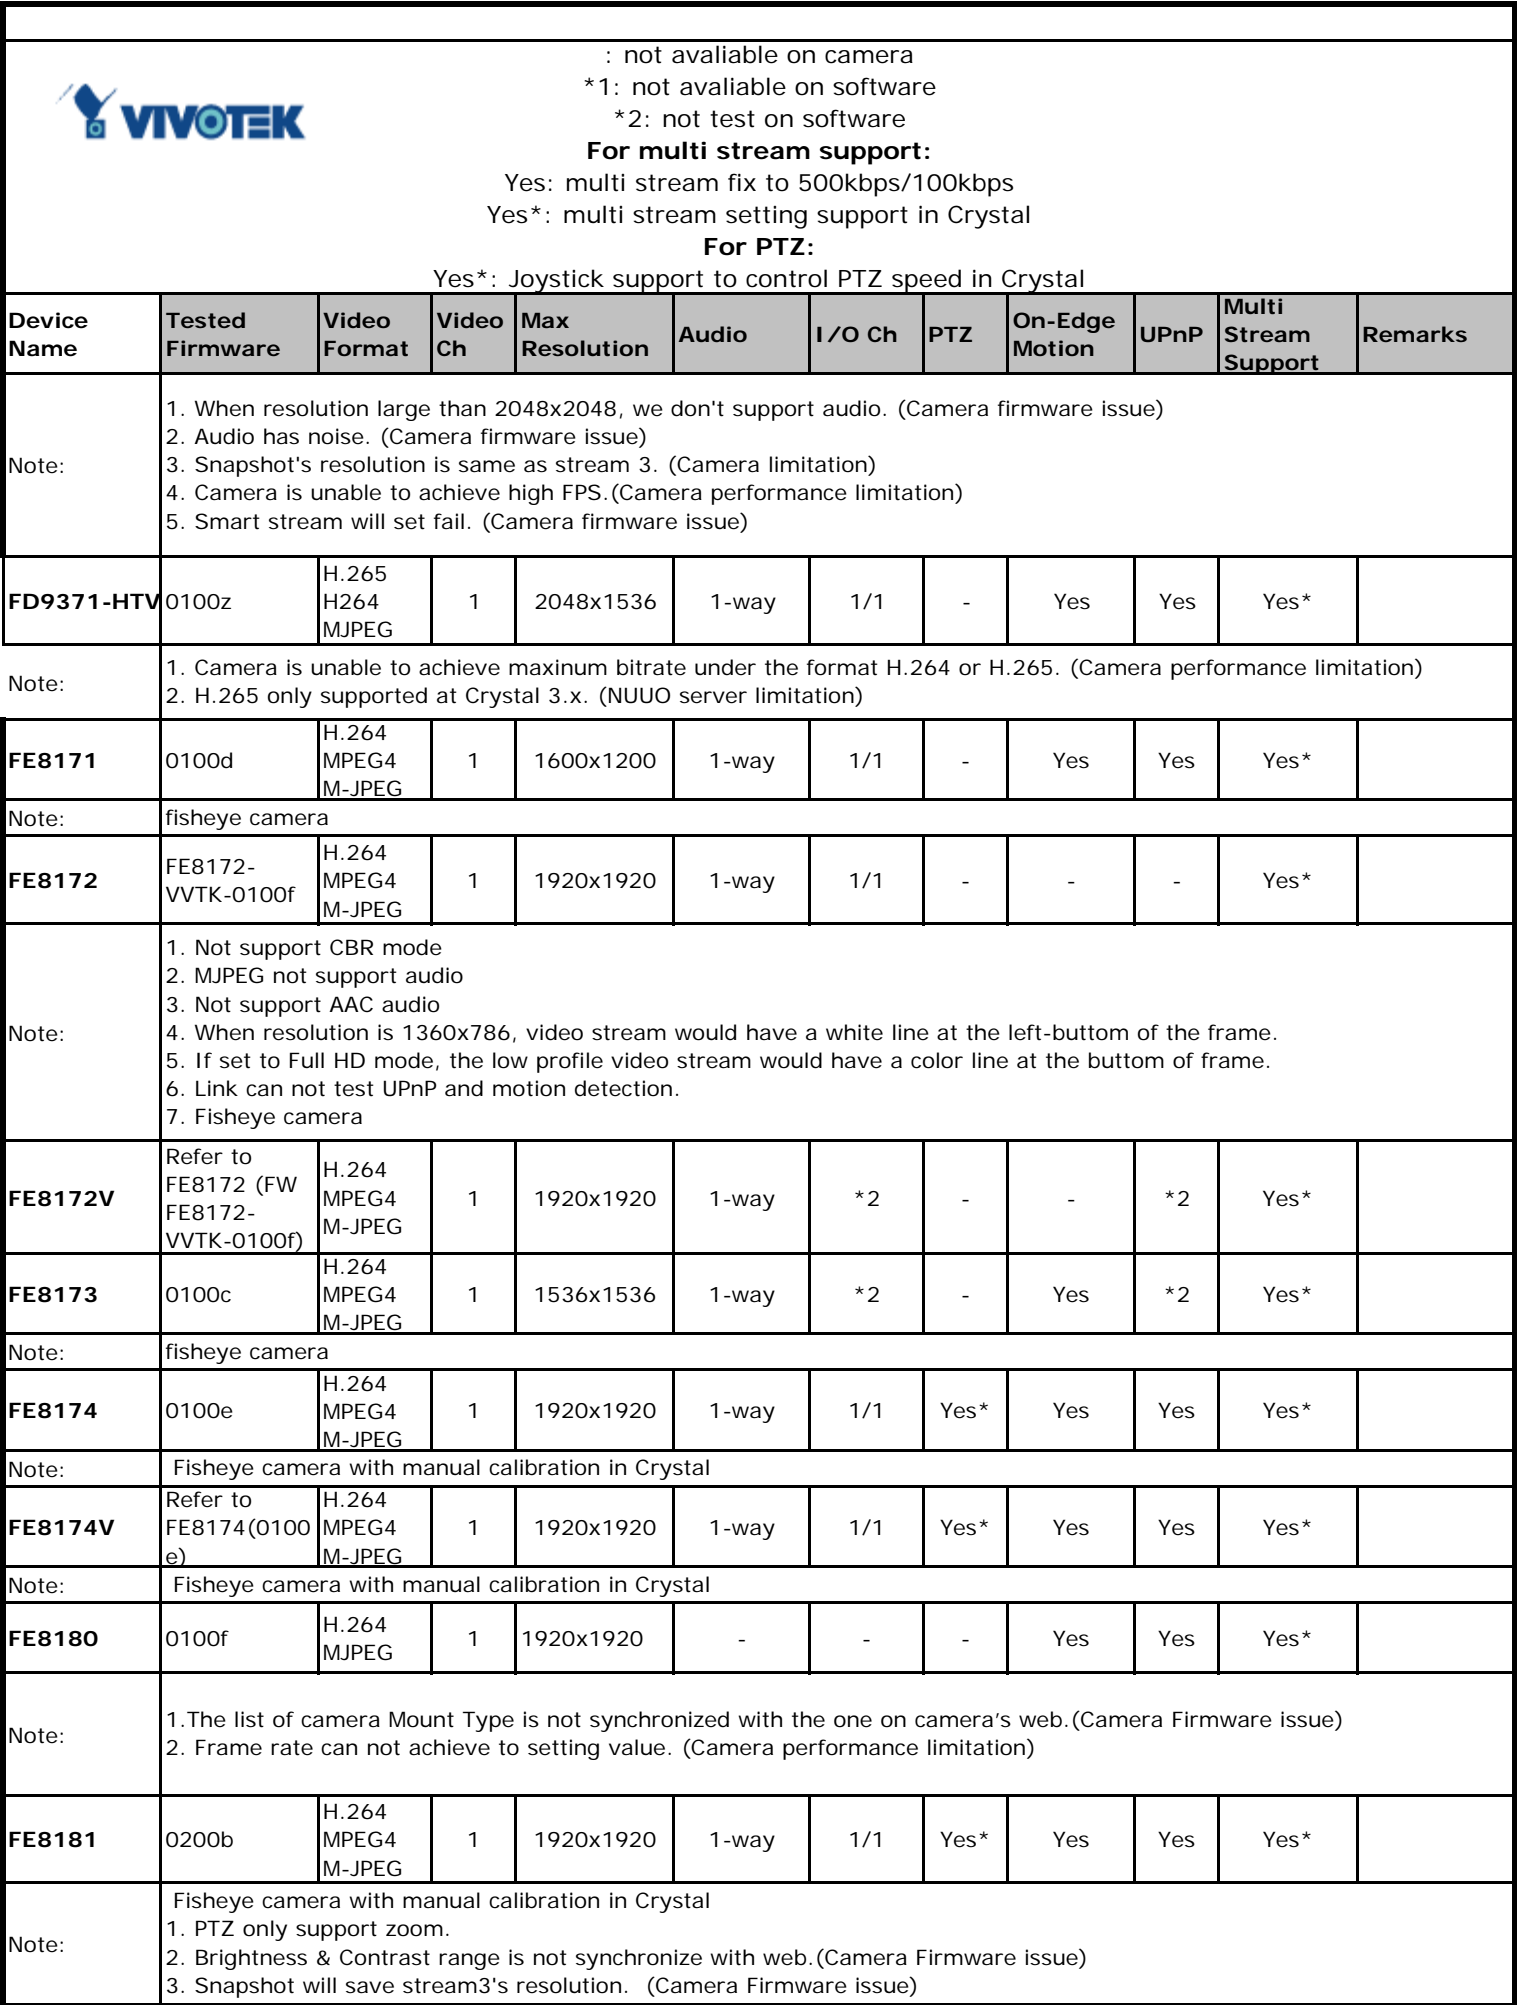 : not avaliable on camera
*1: not avaliable on software
*2: not test on software
For multi stream support:
Yes: multi stream fix to 500kbps/100kbps
Yes*: multi stream setting support in Crystal
For PTZ:
Yes*: Joystick support to control PTZ speed in Crystal
VIVOTEK
Device Name Tested Firmware Video Format Video Ch Max Resolution Audio I/O Ch PTZ On-Edge Motion UPnP Multi Stream Support Remarks
Note:
1. When resolution large than 2048x2048, we don't support audio. (Camera firmware issue)
2. Audio has noise. (Camera firmware issue)
3. Snapshot's resolution is same as stream 3. (Camera limitation)
4. Camera is unable to achieve high FPS.(Camera performance limitation)
5. Smart stream will set fail. (Camera firmware issue)
FD9371-HTV 0100z H.265 H264 MJPEG 1 2048x1536 1-way 1/1 - Yes Yes Yes*
Note:
1. Camera is unable to achieve maxinum bitrate under the format H.264 or H.265. (Camera performance limitation)
2. H.265 only supported at Crystal 3.x. (NUUO server limitation)
FE8171 0100d H.264 MPEG4 M-JPEG 1 1600x1200 1-way 1/1 - Yes Yes Yes*
Note: fisheye camera
FE8172 FE8172-VVTK-0100f H.264 MPEG4 M-JPEG 1 1920x1920 1-way 1/1 - - - Yes*
Note:
1. Not support CBR mode
2. MJPEG not support audio
3. Not support AAC audio
4. When resolution is 1360x786, video stream would have a white line at the left-buttom of the frame.
5. If set to Full HD mode, the low profile video stream would have a color line at the buttom of frame.
6. Link can not test UPnP and motion detection.
7. Fisheye camera
FE8172V Refer to FE8172 (FW FE8172-VVTK-0100f) H.264 MPEG4 M-JPEG 1 1920x1920 1-way *2 - - *2 Yes*
FE8173 0100c H.264 MPEG4 M-JPEG 1 1536x1536 1-way *2 - Yes *2 Yes*
Note: fisheye camera
FE8174 0100e H.264 MPEG4 M-JPEG 1 1920x1920 1-way 1/1 Yes* Yes Yes Yes*
Note: Fisheye camera with manual calibration in Crystal
FE8174V Refer to FE8174(0100e) H.264 MPEG4 M-JPEG 1 1920x1920 1-way 1/1 Yes* Yes Yes Yes*
Note: Fisheye camera with manual calibration in Crystal
FE8180 0100f H.264 MJPEG 1 1920x1920 - - - Yes Yes Yes*
Note:
1.The list of camera Mount Type is not synchronized with the one on camera’s web.(Camera Firmware issue)
2. Frame rate can not achieve to setting value. (Camera performance limitation)
FE8181 0200b H.264 MPEG4 M-JPEG 1 1920x1920 1-way 1/1 Yes* Yes Yes Yes*
Note:
Fisheye camera with manual calibration in Crystal
1. PTZ only support zoom.
2. Brightness & Contrast range is not synchronize with web.(Camera Firmware issue)
3. Snapshot will save stream3's resolution. (Camera Firmware issue)